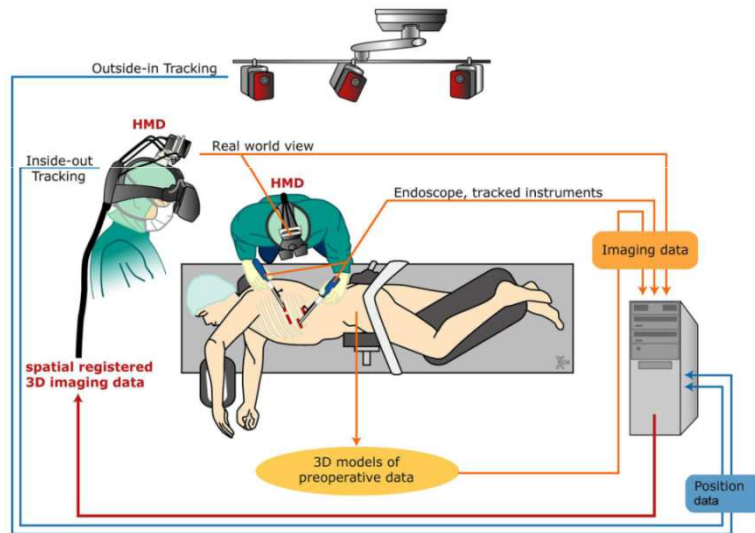 Outside-in Tracking
HMD
Real world view
Inside-out
Tracking
HMD
Endoscope, tracked instruments
Imaging data
spatial registered
3D imaging data
3D models of
preoperative data
Position
data